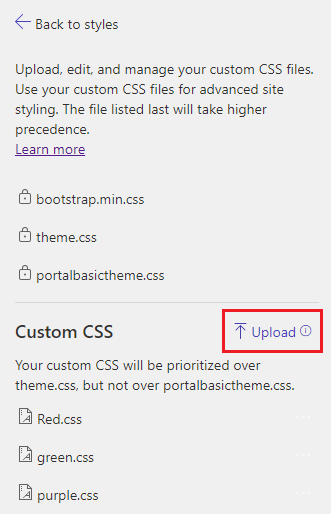 Back to styles
Upload, edit, and manage your custom CSS files.
Use your custom CSS files for advanced site
styling. The file listed last will take higher
precedence.
Learn more
bootstrap.min.css
theme.css
portalbasictheme.css
Custom CSS
Upload
Your custom CSS will be prioritized over
theme.css, but not over portalbasictheme.css.
Red.css
green.css
purple.css